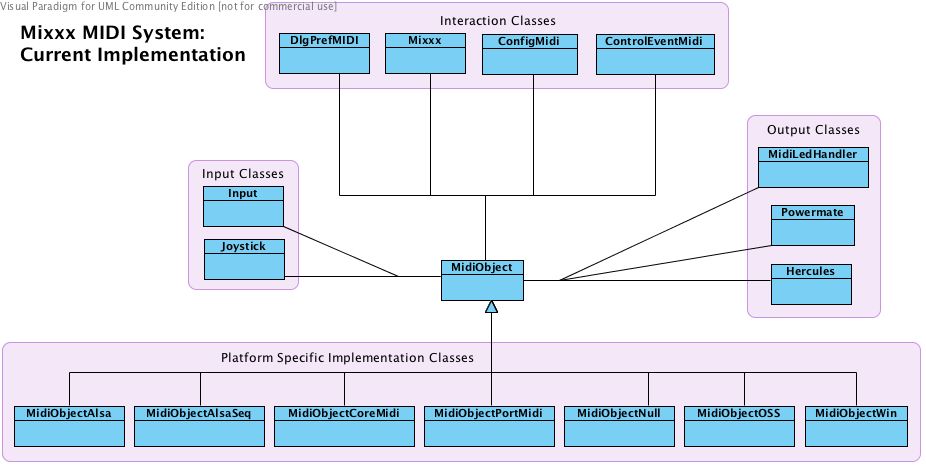 Visual Paradigm for UML Community Edition [not for commercial use]
Mixxx MIDI System:
Current Implementation
Interaction Classes
DlgPrefMIDI
Mixxx
ConfigMidi
ControlEventMidi
Input Classes
Input
Joystick
Output Classes
MidiLedHandler
Powermate
Hercules
MidiObject
Platform Specific Implementation Classes
MidiObjectAlsa
MidiObjectAlsaSeq
MidiObjectCoreMidi
MidiObjectPortMidi
MidiObjectNull
MidiObjectOSS
MidiObjectWin